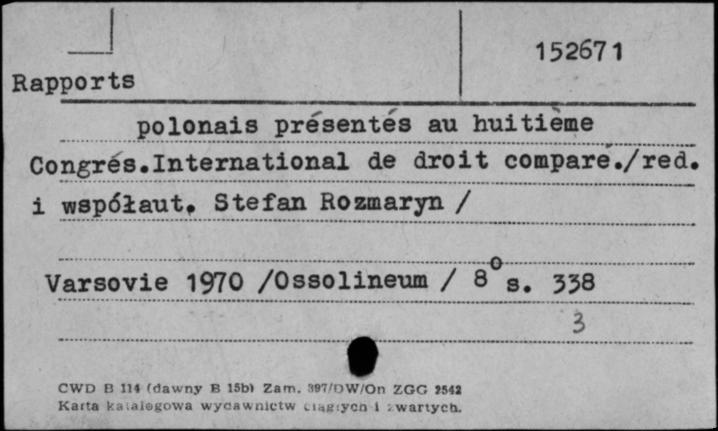 152671
Rapports
polonais présentés au huitième
Congrés.International de droit comparé./red.
i współaut. Stefan Rozmaryn /
Varsovie 1970 /Ossolineum / 8° s. 338
3
CWD B 114 (dawny B 15b) Zam. 397/DW/On ZGG 2542
Karta katalogowa wydawnictw ciągłych i zwartych.